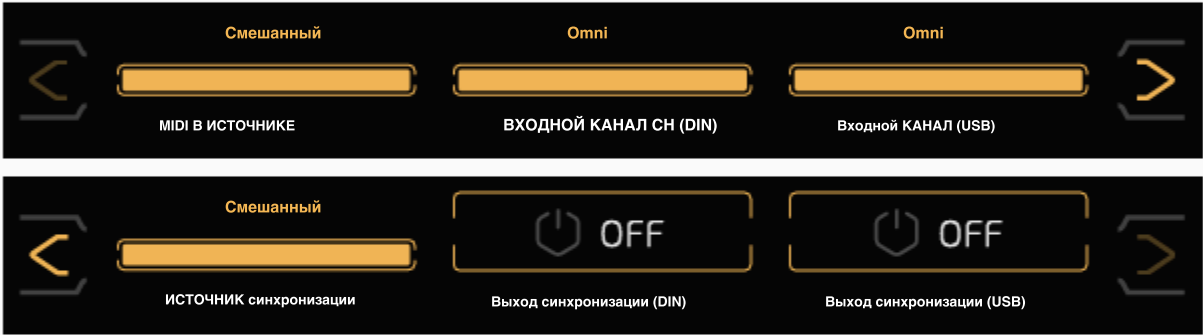 Смешанный Omni Omni
MIDI В ИСТОЧНИКЕ ВХОДНОЙ КАНАЛ CH (DIN) Входной КАНАЛ (USB)
Смешанный
OFF OFF
ИСТОЧНИК синхронизации Выход синхронизации (DIN) Выход синхронизации (USB)